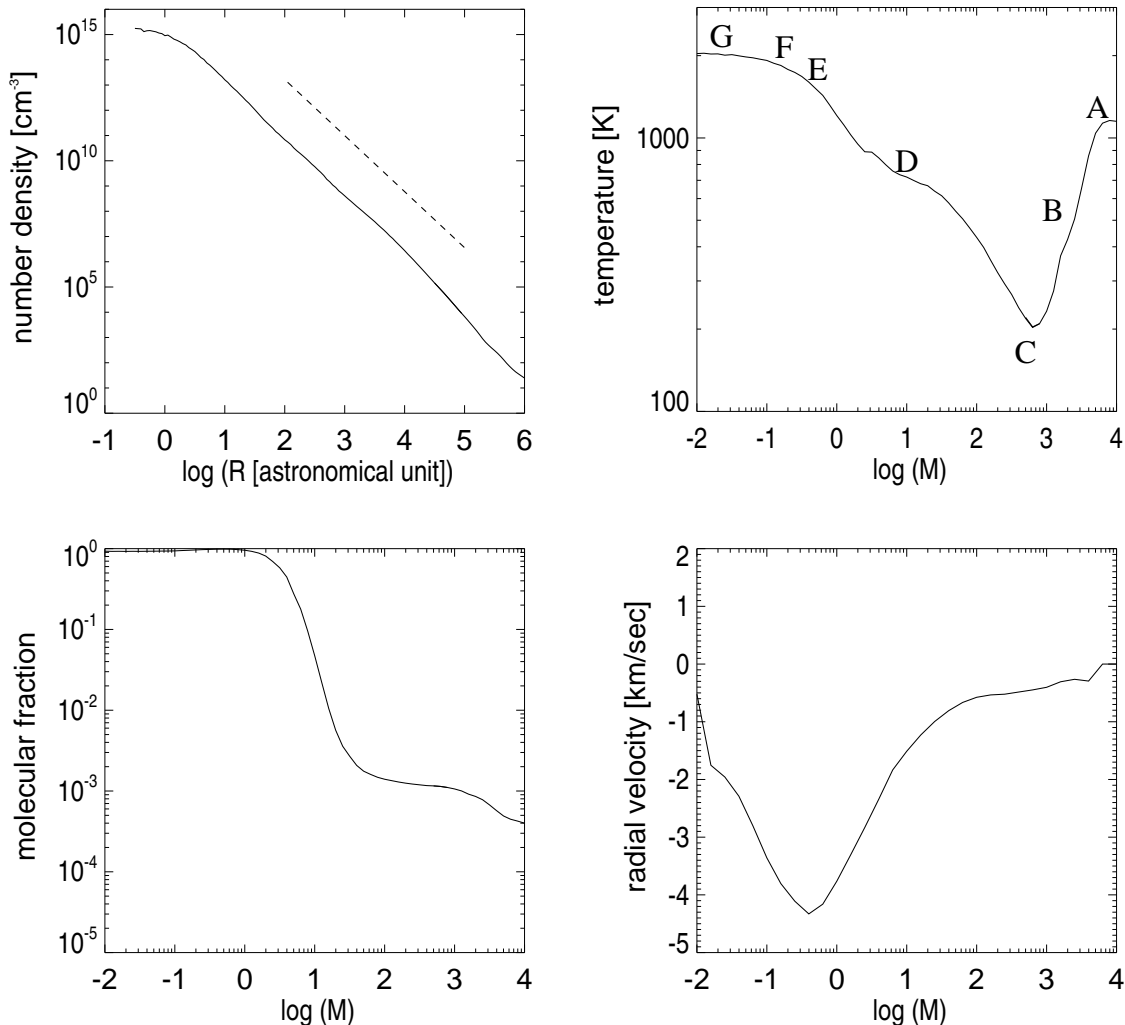 number density [cm-3]
10^15
10^10
10^5
10^0
-1 0 1 2 3 4 5 6
log (R [astronomical unit])
temperature [K]
1000
100
G
F
E
D
C
B
A
-2 -1 0 1 2 3 4
log (M)
molecular fraction
10^0
10^-1
10^-2
10^-3
10^-4
10^-5
-2 -1 0 1 2 3 4
log (M)
radial velocity [km/sec]
2
1
0
-1
-2
-3
-4
-5
-2 -1 0 1 2 3 4
log (M)